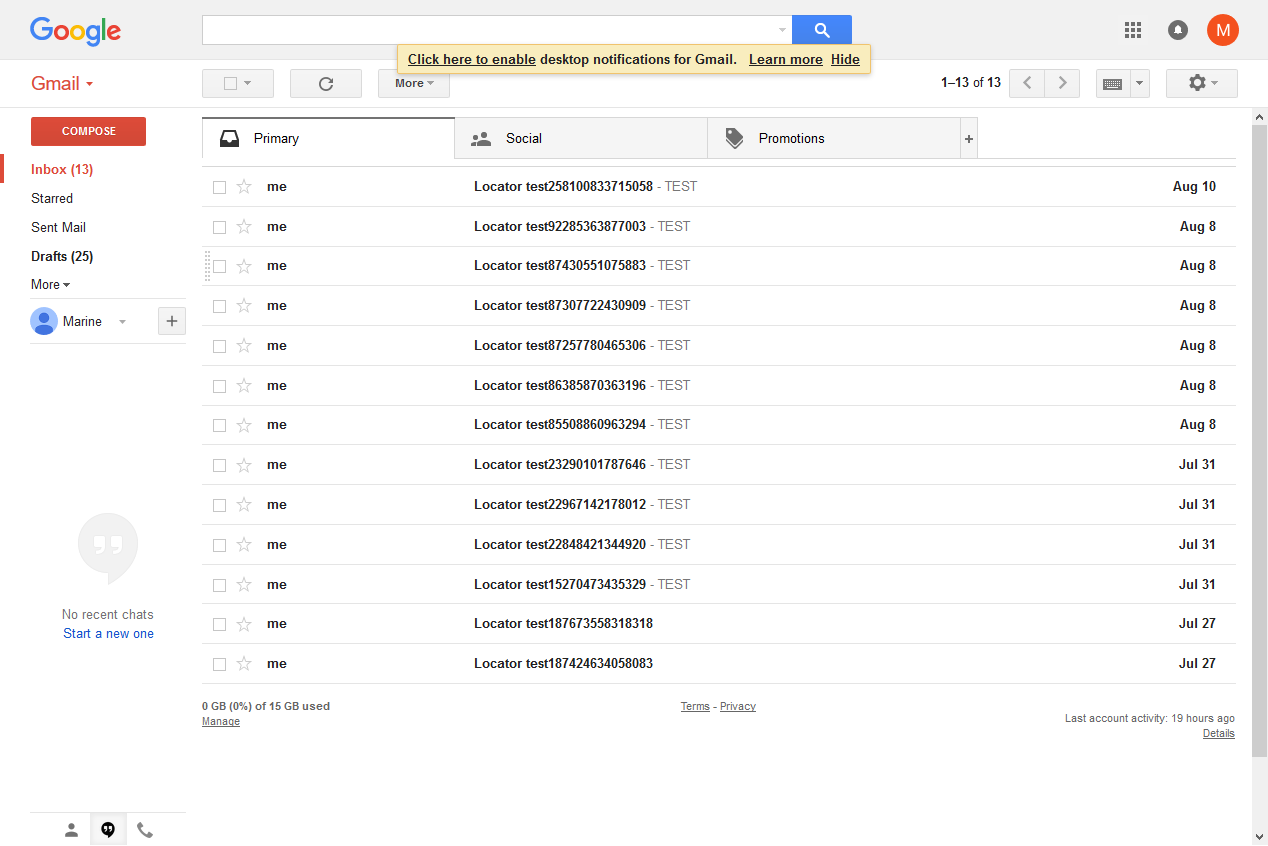 Google
M
Click here to enable desktop notifications for Gmail. Learn more Hide
Gmail
More
1–13 of 13
COMPOSE
Primary
Social
Promotions
+
Inbox (13)
Starred
Sent Mail
Drafts (25)
More
Marine
+
me Locator test258100833715058 - TEST Aug 10
me Locator test92285363877003 - TEST Aug 8
me Locator test87430551075883 - TEST Aug 8
me Locator test87307722430909 - TEST Aug 8
me Locator test87257780465306 - TEST Aug 8
me Locator test86385870363196 - TEST Aug 8
me Locator test85508860963294 - TEST Aug 8
me Locator test23290101787646 - TEST Jul 31
me Locator test22967142178012 - TEST Jul 31
me Locator test22848421344920 - TEST Jul 31
me Locator test15270473435329 - TEST Jul 31
me Locator test187673558318318 Jul 27
me Locator test187424634058083 Jul 27
No recent chats
Start a new one
0 GB (0%) of 15 GB used
Manage
Terms - Privacy
Last account activity: 19 hours ago
Details